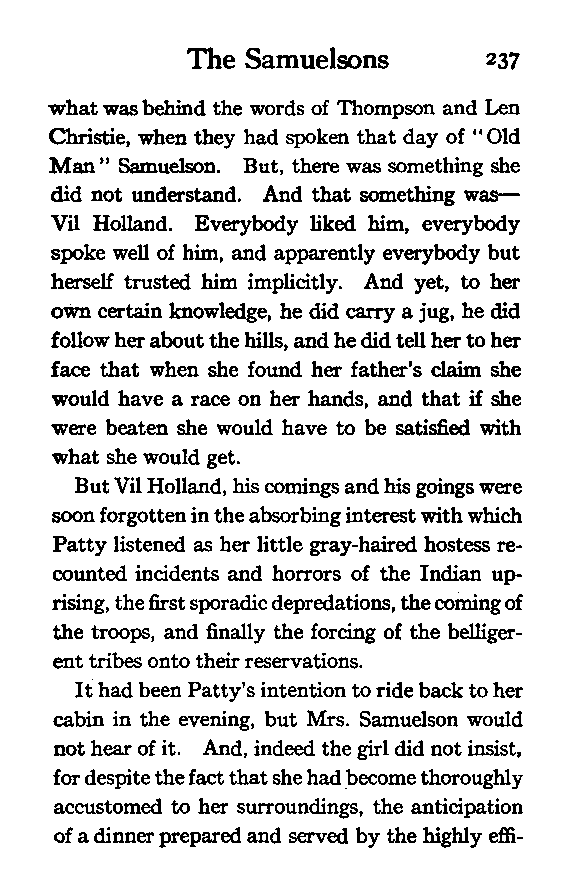 The Samuelsons 237
what was behind the words of Thompson and Len
Christie, when they had spoken that day of "Old
Man" Samuelson. But, there was something she
did not understand. And that something was—
Vil Holland. Everybody liked him, everybody
spoke well of him, and apparently everybody but
herself trusted him implicitly. And yet, to her
own certain knowledge, he did carry a jug, he did
follow her about the hills, and he did tell her to her
face that when she found her father's claim she
would have a race on her hands, and that if she
were beaten she would have to be satisfied with
what she would get.
But Vil Holland, his comings and his goings were
soon forgotten in the absorbing interest with which
Patty listened as her little gray-haired hostess re-
counted incidents and horrors of the Indian up-
rising, the first sporadic depredations, the coming of
the troops, and finally the forcing of the belliger-
ent tribes onto their reservations.
It had been Patty's intention to ride back to her
cabin in the evening, but Mrs. Samuelson would
not hear of it. And, indeed the girl did not insist,
for despite the fact that she had become thoroughly
accustomed to her surroundings, the anticipation
of a dinner prepared and served by the highly effi-